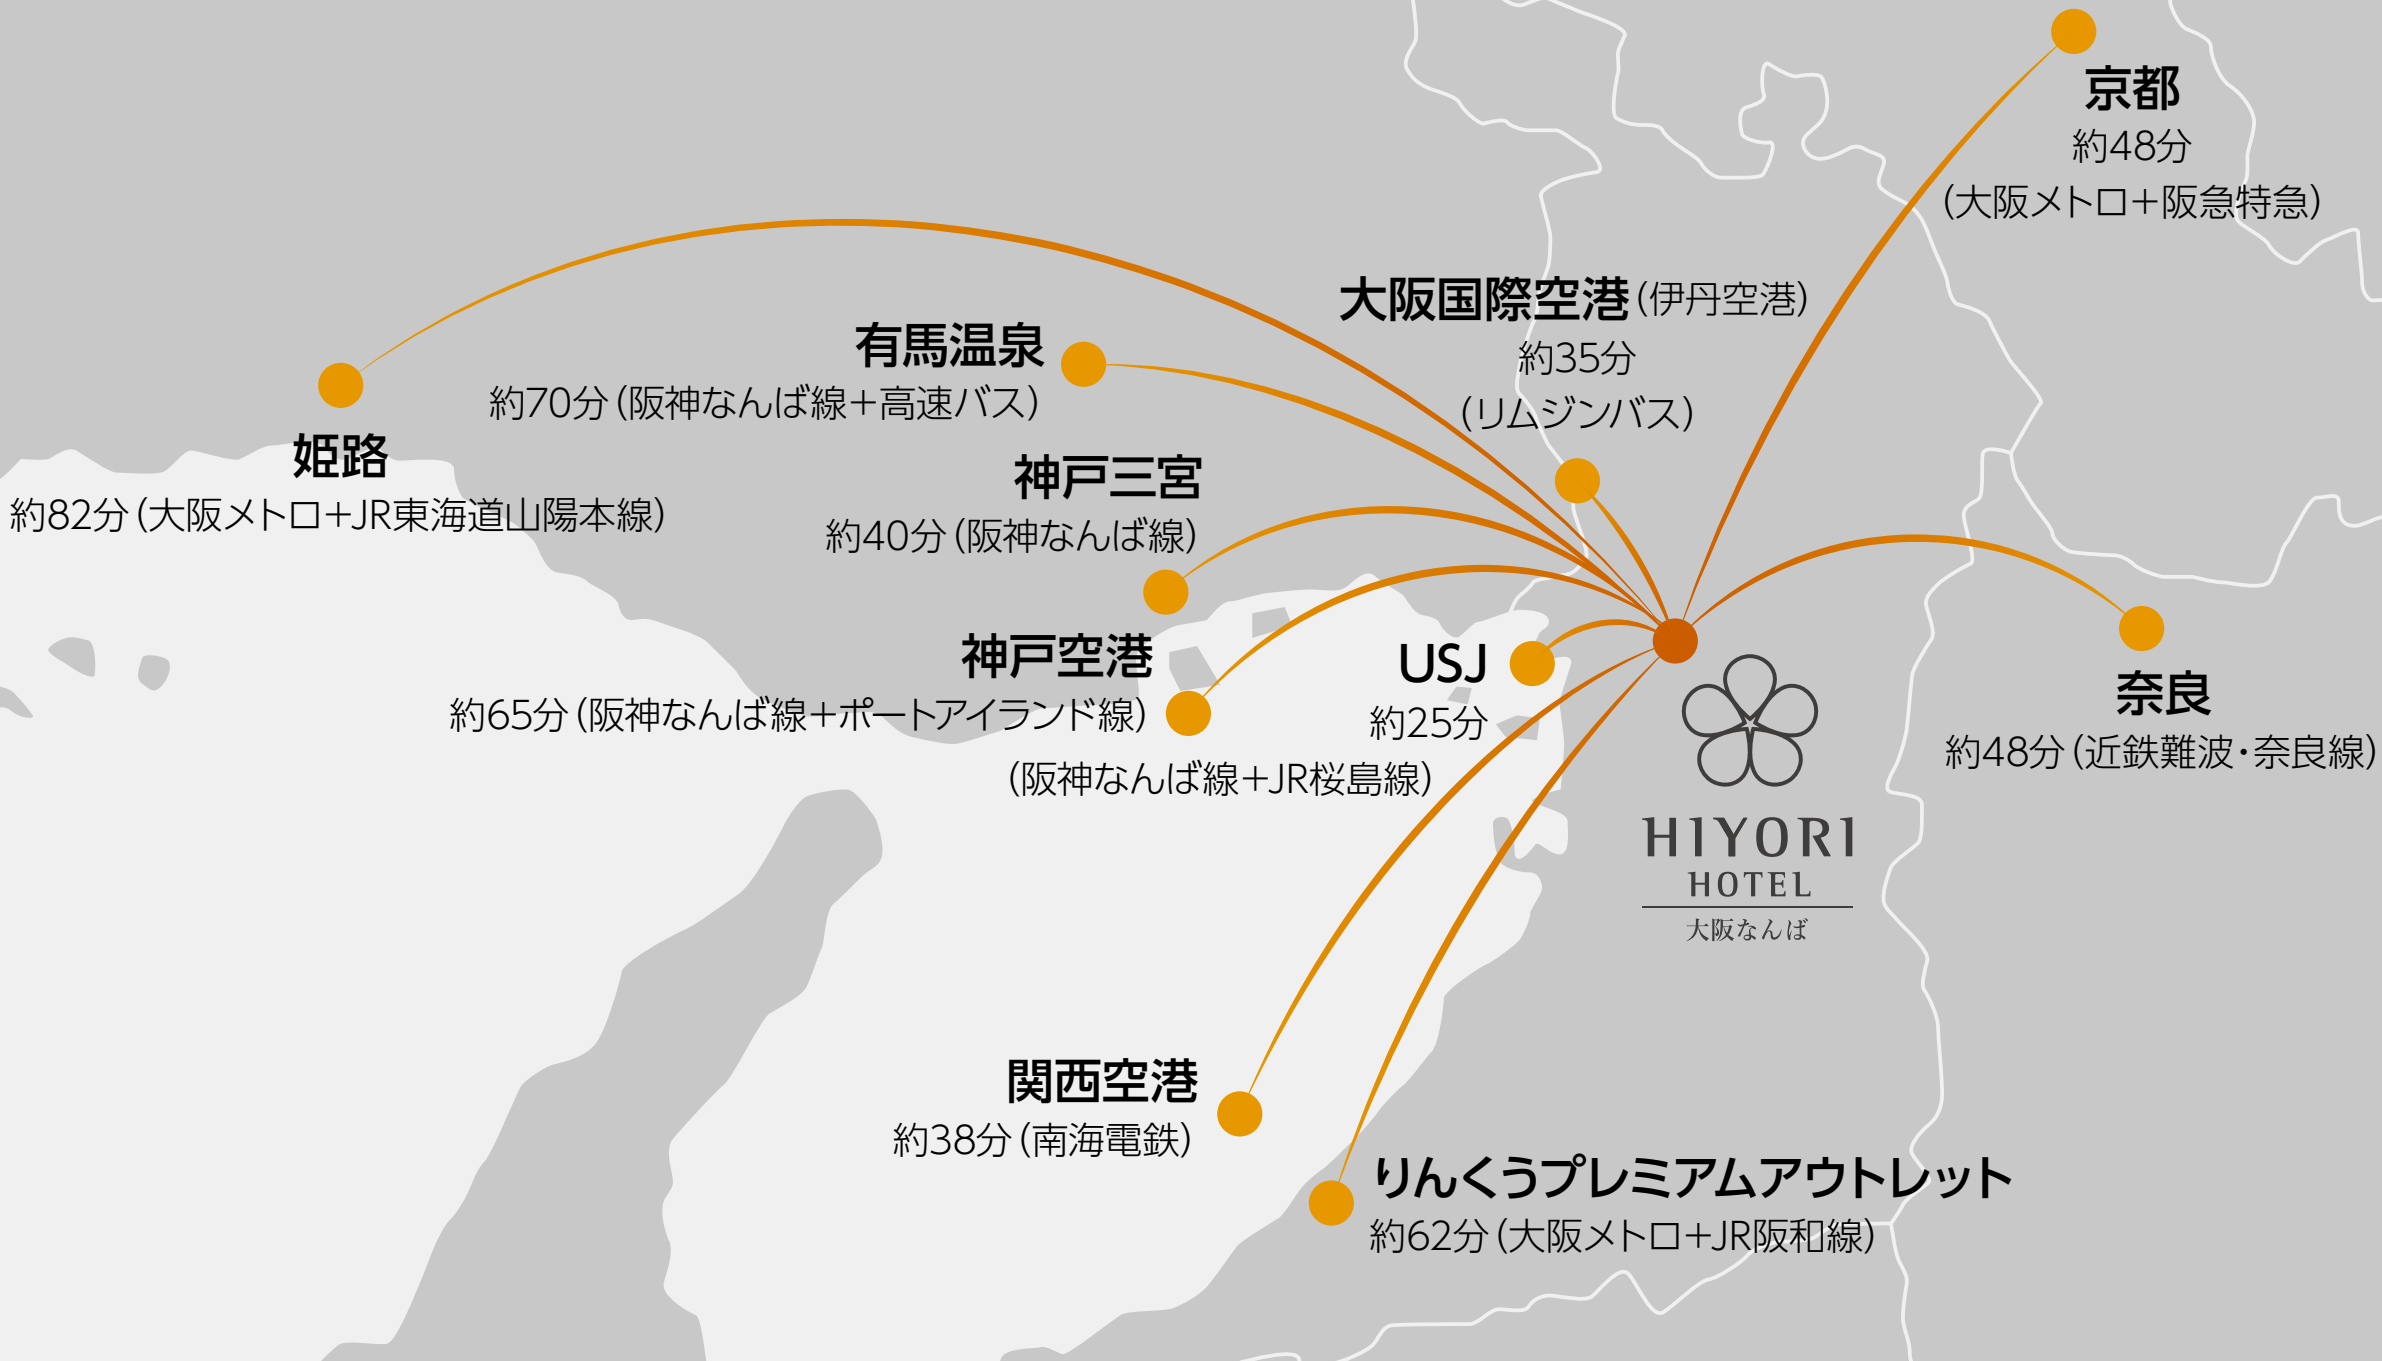 京都
約48分
(大阪メトロ+阪急特急)
大阪国際空港(伊丹空港)
約35分
(リムジンバス)
有馬温泉
約70分(阪神なんば線+高速バス)
姫路
約82分(大阪メトロ+JR東海道山陽本線)
神戸三宮
約40分(阪神なんば線)
神戸空港
約65分(阪神なんば線+ポートアイランド線)
USJ
約25分
(阪神なんば線+JR桜島線)
奈良
約48分(近鉄難波・奈良線)
HIYORI
HOTEL
大阪なんば
関西空港
約38分(南海電鉄)
りんくうプレミアムアウトレット
約62分(大阪メトロ+JR阪和線)